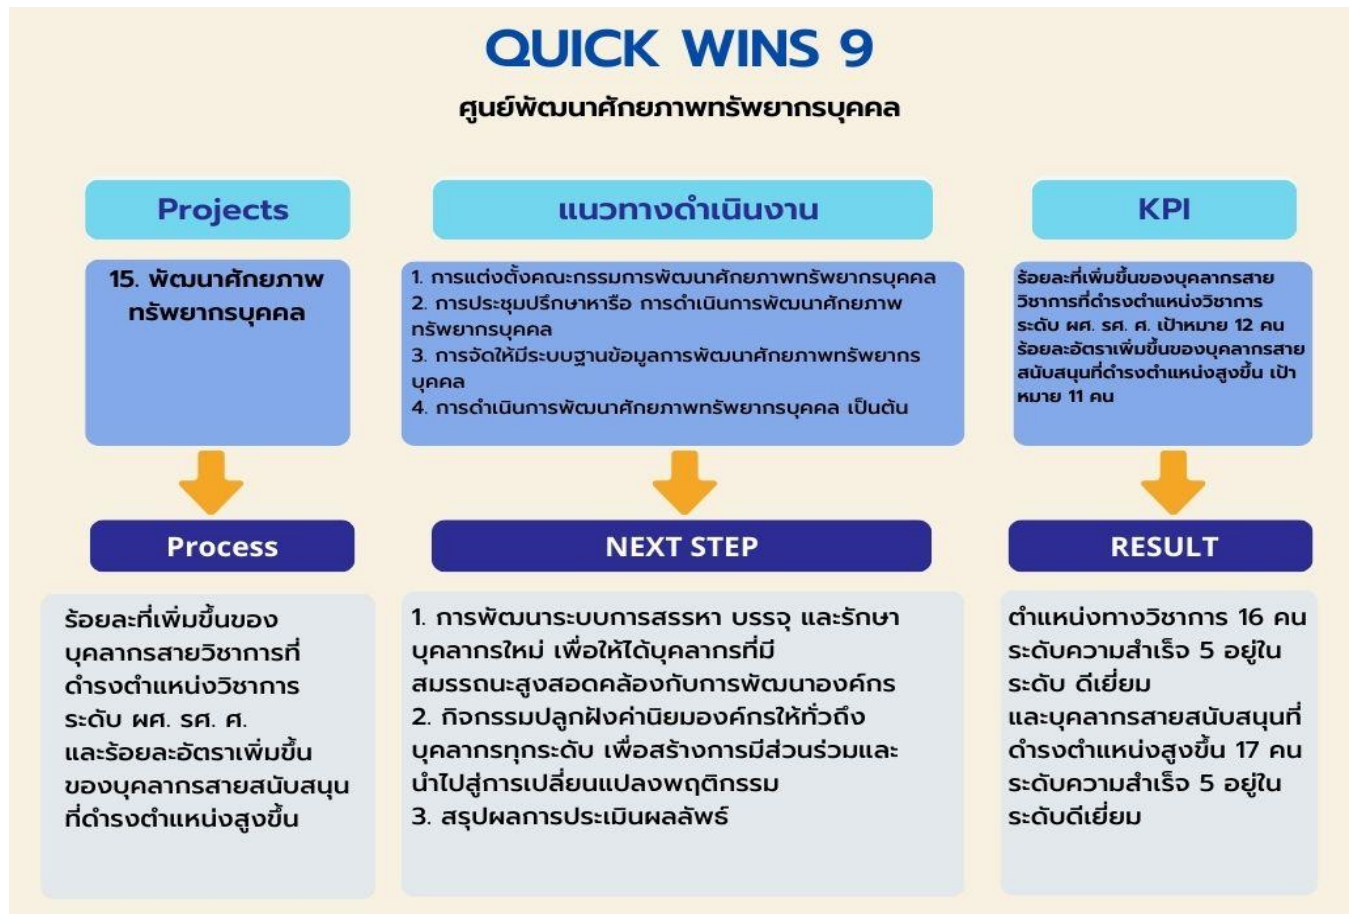 QUICK WINS 9
ศูนย์พัฒนาศักยภาพทรัพยากรบุคคล
Projects
15. พัฒนาศักยภาพ
ทรัพยากรบุคคล
แนวทางดำเนินงาน
1. การแต่งตั้งคณะกรรมการพัฒนาศักยภาพทรัพยากรบุคคล
2. การประชุมปรึกษาหารือ การดำเนินการพัฒนาศักยภาพ
ทรัพยากรบุคคล
3. การจัดให้มีระบบฐานข้อมูลการพัฒนาศักยภาพทรัพยากร
บุคคล
4. การดำเนินการพัฒนาศักยภาพทรัพยากรบุคคล เป็นต้น
KPI
ร้อยละที่เพิ่มขึ้นของบุคลากรสาย
วิชาการที่ดำรงตำแหน่งวิชาการ
ระดับ ผศ. รศ. ศ. เป้าหมาย 12 คน
ร้อยละอัตราเพิ่มขึ้นของบุคลากรสาย
สนับสนุนที่ดำรงตำแหน่งสูงขึ้น เป้า
หมาย 11 คน
Process
ร้อยละที่เพิ่มขึ้นของ
บุคลากรสายวิชาการที่
ดำรงตำแหน่งวิชาการ
ระดับ ผศ. รศ. ศ.
และร้อยละอัตราเพิ่มขึ้น
ของบุคลากรสายสนับสนุน
ที่ดำรงตำแหน่งสูงขึ้น
NEXT STEP
1. การพัฒนาระบบการสรรหา บรรจุ และรักษา
บุคลากรใหม่ เพื่อให้ได้บุคลากรที่มี
สมรรถนะสูงสอดคล้องกับการพัฒนาองค์กร
2. กิจกรรมปลูกฝังค่านิยมองค์กรให้ทั่วถึง
บุคลากรทุกระดับ เพื่อสร้างการมีส่วนร่วมและ
นำไปสู่การเปลี่ยนแปลงพฤติกรรม
3. สรุปผลการประเมินผลลัพธ์
RESULT
ตำแหน่งทางวิชาการ 16 คน
ระดับความสำเร็จ 5 อยู่ใน
ระดับ ดีเยี่ยม
และบุคลากรสายสนับสนุนที่
ดำรงตำแหน่งสูงขึ้น 17 คน
ระดับความสำเร็จ 5 อยู่ใน
ระดับดีเยี่ยม